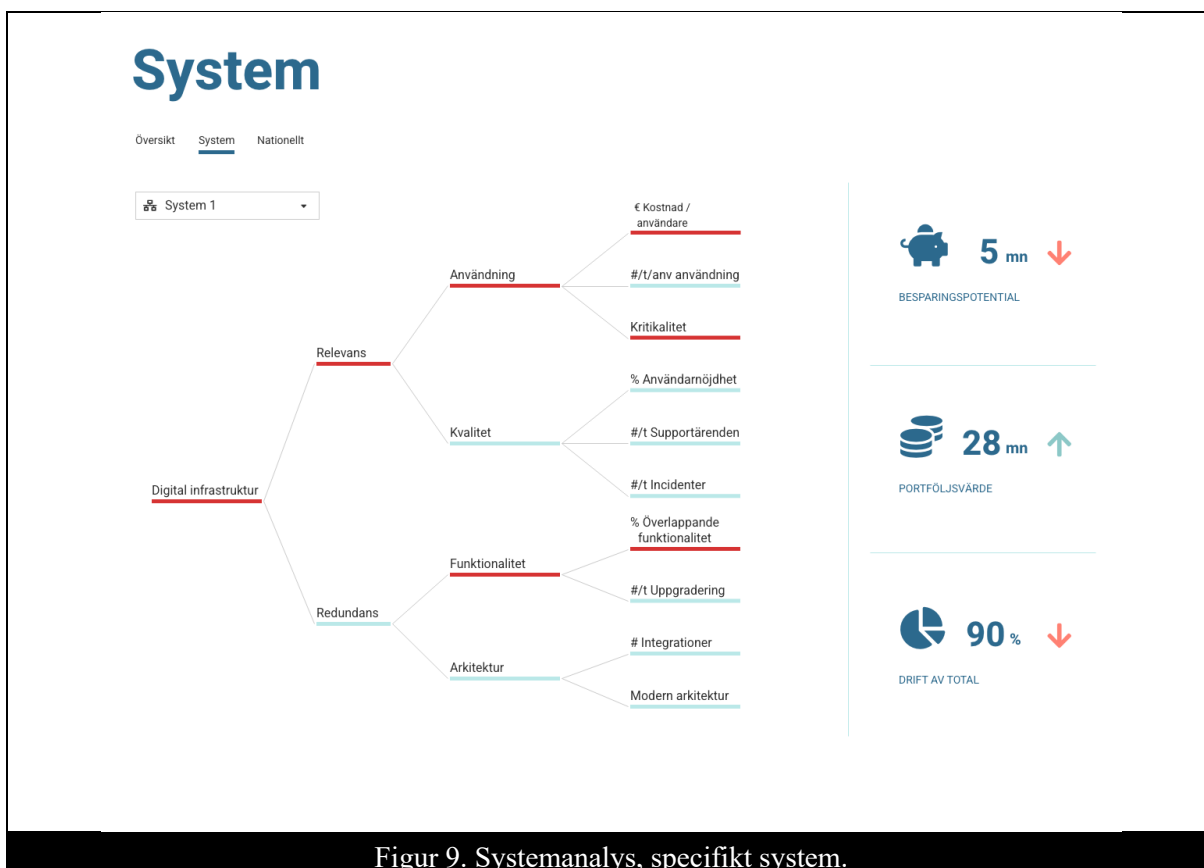 System
Översikt System Nationellt
System 1
€ Kostnad /
användare
Användning
#/t/anv användning
Kritikalitet
Relevans
% Användarnöjdhet
Kvalitet
#/t Supportärenden
#/t Incidenter
Digital infrastruktur
% Överlappande
funktionalitet
Funktionalitet
#/t Uppgradering
Redundans
# Integrationer
Arkitektur
Modern arkitektur
5 mn
BESPARINGSPOTENTIAL
28 mn
PORTFÖLJSVÄRDE
90 %
DRIFT AV TOTAL
Figur 9. Systemanalys, specifikt system.